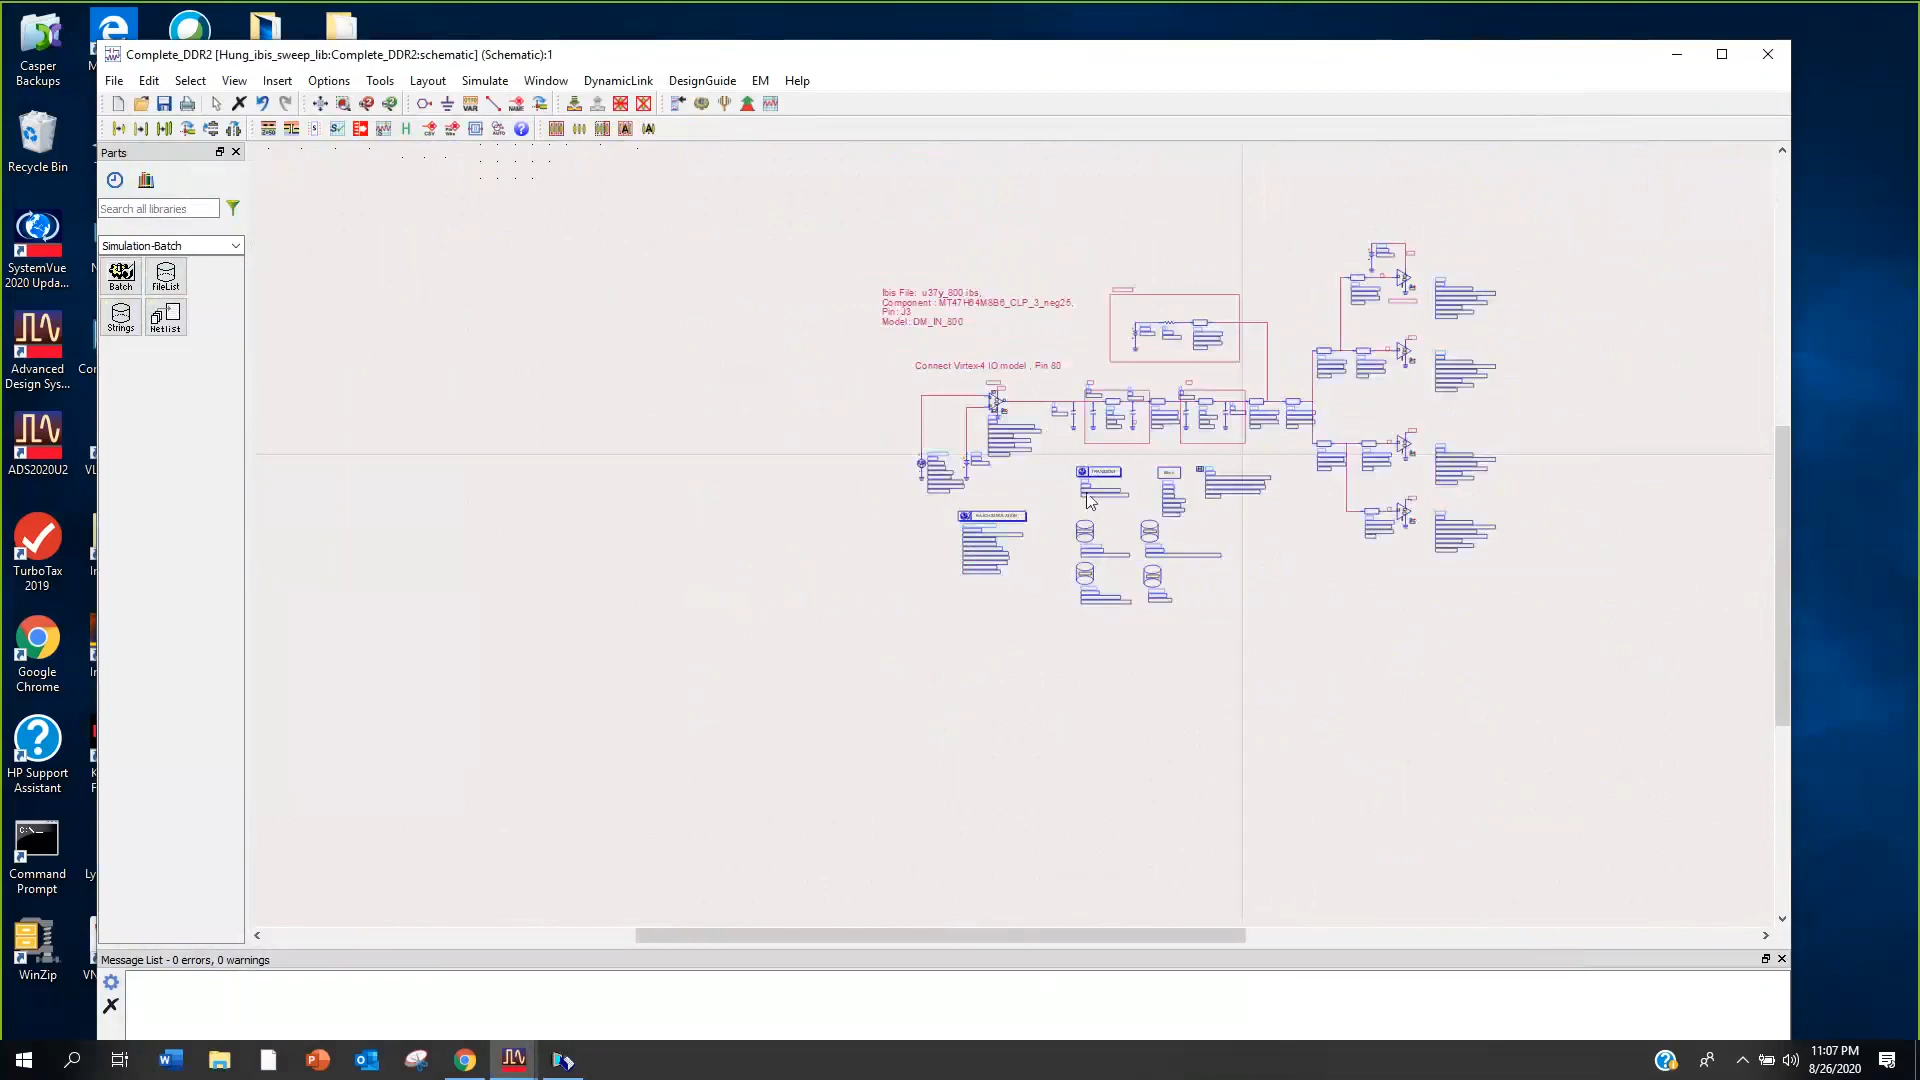 Complete_DDR2 [Hung_ibis_sweep_lib:Complete_DDR2:schematic] (Schematic):1
File Edit Select View Insert Options Tools Layout Simulate Window DynamicLink DesignGuide EM Help
Parts
Search all libraries
Simulation-Batch
Batch
FileList
Strings
Netlist
Ibis File: u37y_800.ibs,
Component : MT47H64M8B6_CLP_3_neg25,
Pin: J3
Model: DM_IN_800
Connect Virtex-4 IO model , Pin 80
Message List - 0 errors, 0 warnings
Casper
Backups
Recycle Bin
SystemVue
2020 Upda...
Advanced
Design Sys...
ADS2020U2
TurboTax
2019
Google
Chrome
HP Support
Assistant
Command
Prompt
WinZip
11:07 PM
8/26/2020